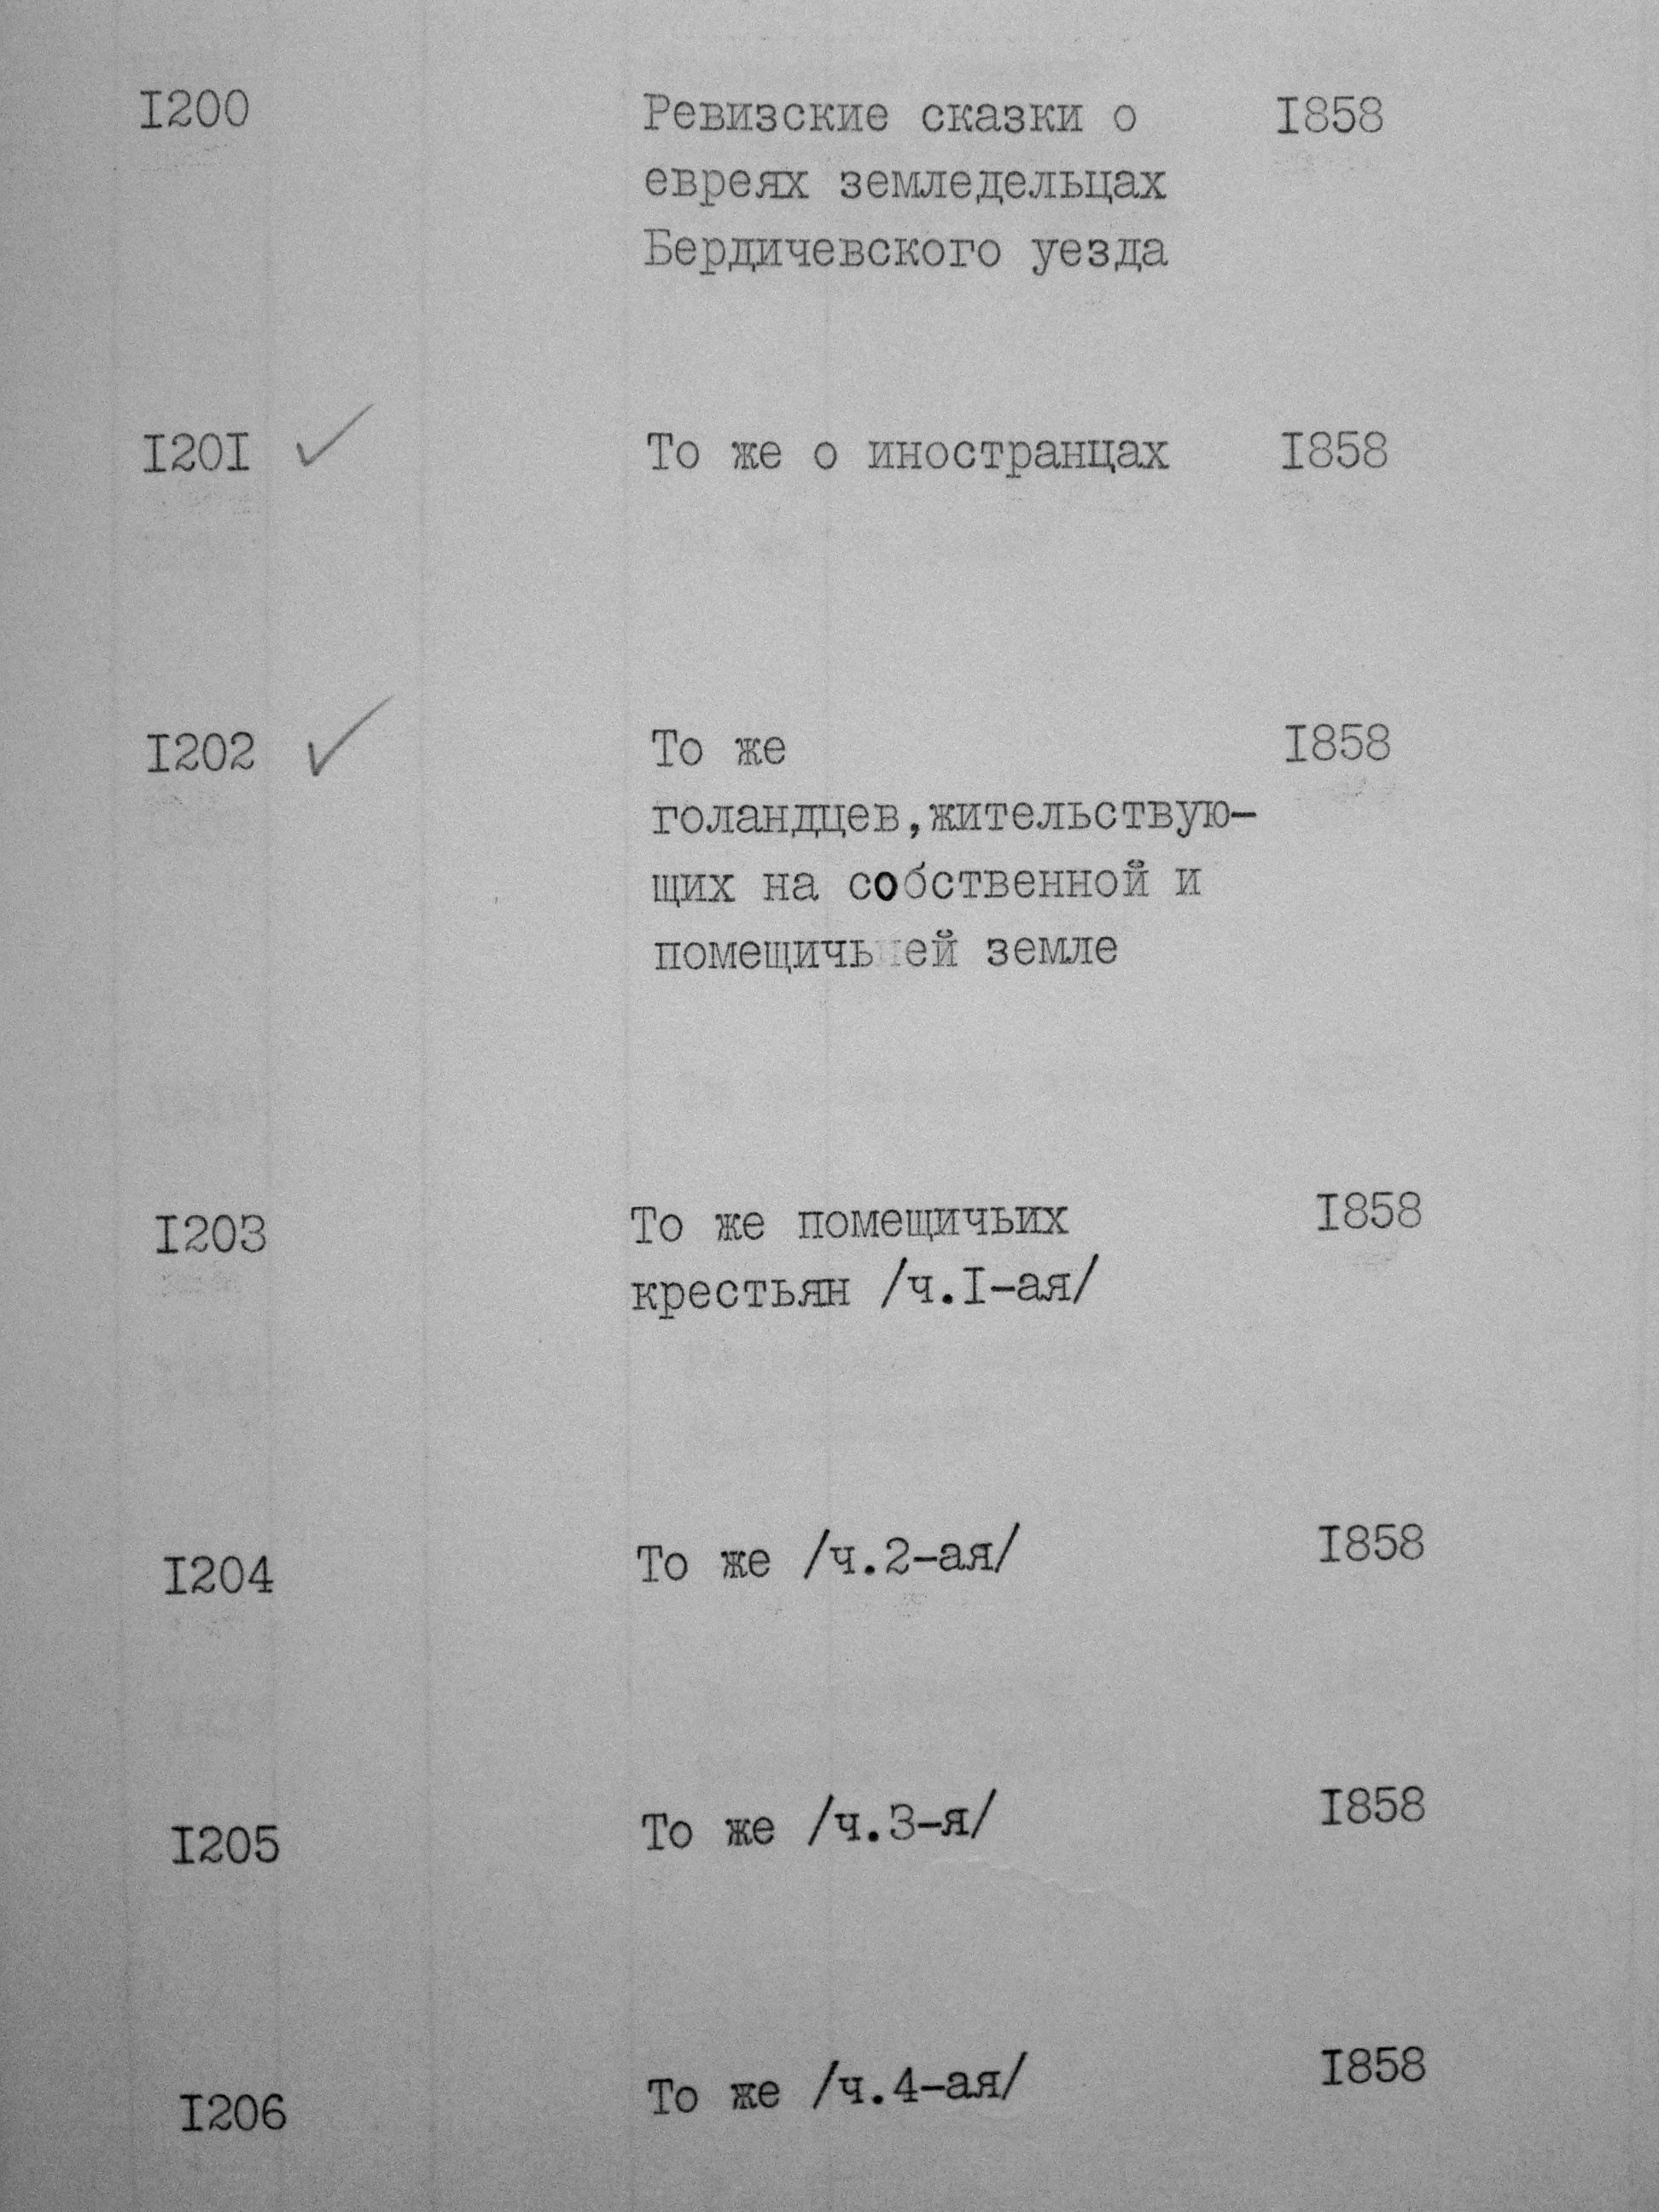 I200 Ревизские сказки о I858
евреях земледельцах
Бердичевского уезда
I20I ✓ То же о иностранцах I858
I202 ✓ То же I858
голандцев,жительствую-
щих на собственной и
помещичьей земле
I203 То же помещичьих I858
крестьян /ч.I-ая/
I204 То же /ч.2-ая/ I858
I205 То же /ч.3-я/ I858
I206 То же /ч.4-ая/ I858